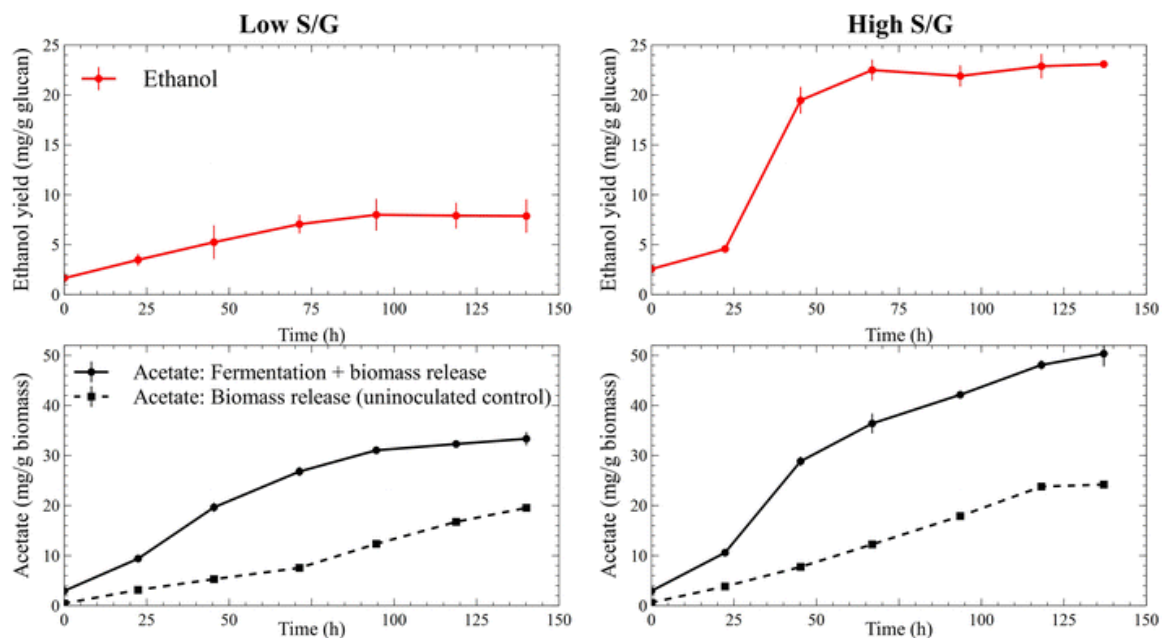 Low S/G
High S/G
Ethanol yield (mg/g glucan)
25
20
15
10
5
0
Ethanol
0 25 50 75 100 125 150
Time (h)
Ethanol yield (mg/g glucan)
25
20
15
10
5
0
0 25 50 75 100 125 150
Time (h)
Acetate (mg/g biomass)
50
40
30
20
10
0
Acetate: Fermentation + biomass release
Acetate: Biomass release (uninoculated control)
0 25 50 75 100 125 150
Time (h)
Acetate (mg/g biomass)
50
40
30
20
10
0
0 25 50 75 100 125 150
Time (h)